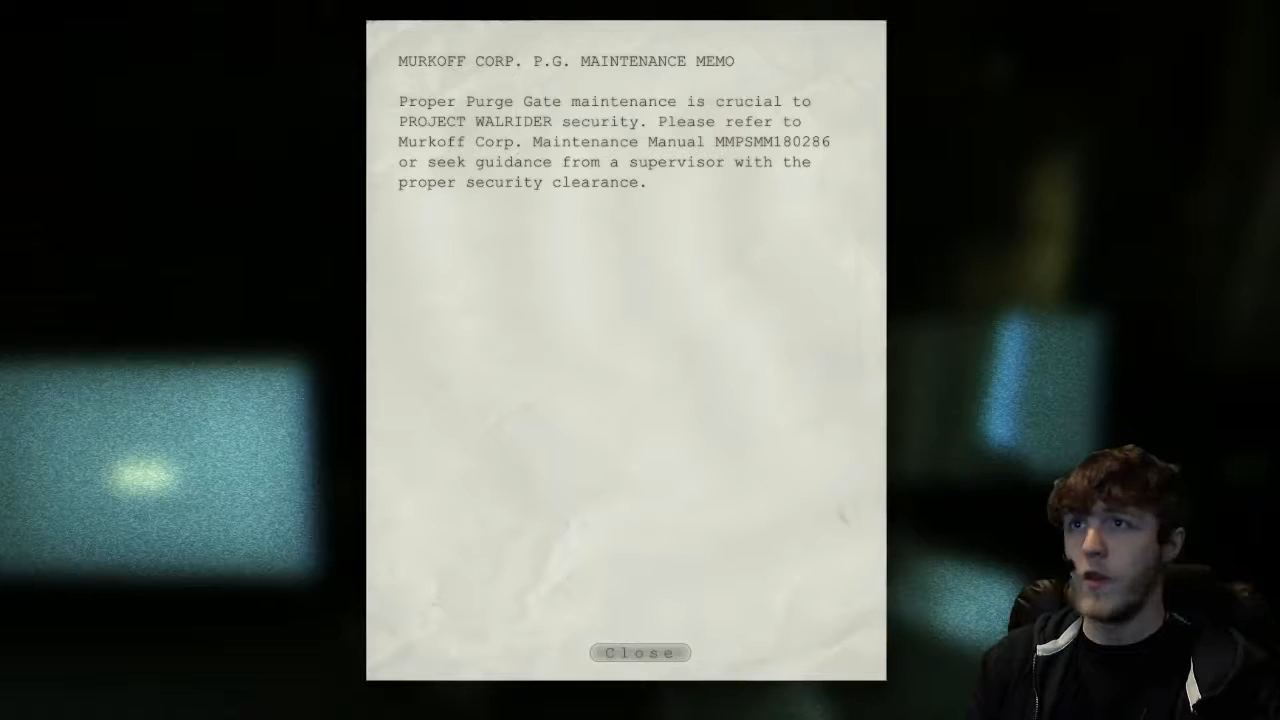 MURKOFF CORP. P.G. MAINTENANCE MEMO
Proper Purge Gate maintenance is crucial to
PROJECT WALRIDER security. Please refer to
Murkoff Corp. Maintenance Manual MMPSMM180286
or seek guidance from a supervisor with the
proper security clearance.
Close